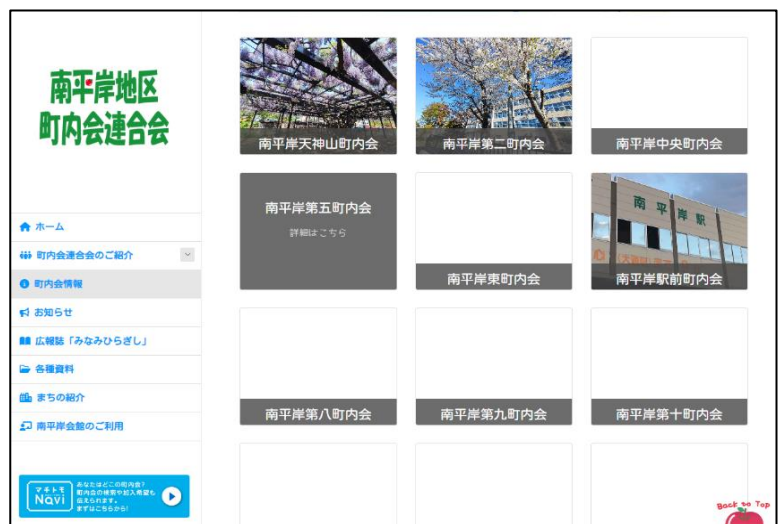 南平岸地区
町内会連合会
ホーム
町内会連合会のご紹介
町内会情報
お知らせ
広報誌「みなみひらぎし」
各種資料
まちの紹介
南平岸会館のご利用
マチトモ
Navi
あなたはどこの町内会?
町内会の検索や加入希望も
伝えられます。
まずはこちらから!
南平岸天神山町内会
南平岸第二町内会
南平岸中央町内会
南平岸第五町内会
詳細はこちら
南平岸東町内会
南平岸駅
南平岸駅前町内会
南平岸第八町内会
南平岸第九町内会
南平岸第十町内会
Back to Top